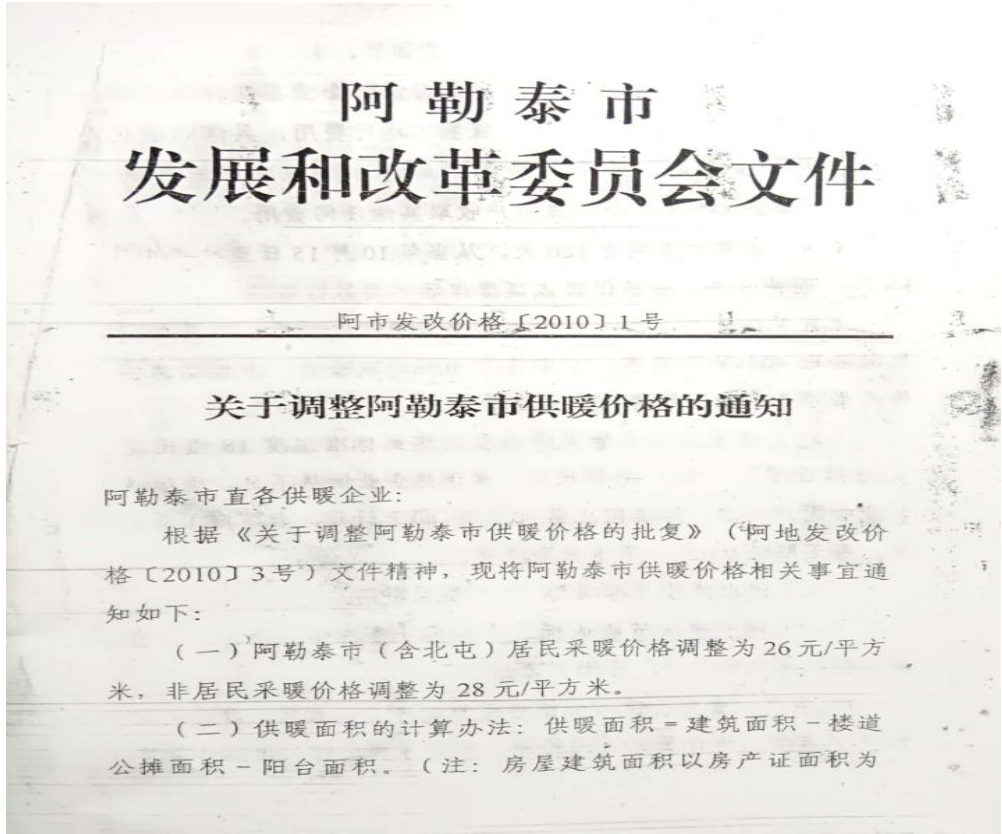 阿勒泰市
发展和改革委员会文件
阿市发改价格〔2010〕1号
关于调整阿勒泰市供暖价格的通知
阿勒泰市直各供暖企业：
根据《关于调整阿勒泰市供暖价格的批复》（阿地发改价
格〔2010〕3号）文件精神，现将阿勒泰市供暖价格相关事宜通
知如下：
（一）阿勒泰市（含北屯）居民采暖价格调整为26元/平方
米，非居民采暖价格调整为28元/平方米。
（二）供暖面积的计算办法：供暖面积=建筑面积-楼道
公摊面积-阳台面积。（注：房屋建筑面积以房产证面积为